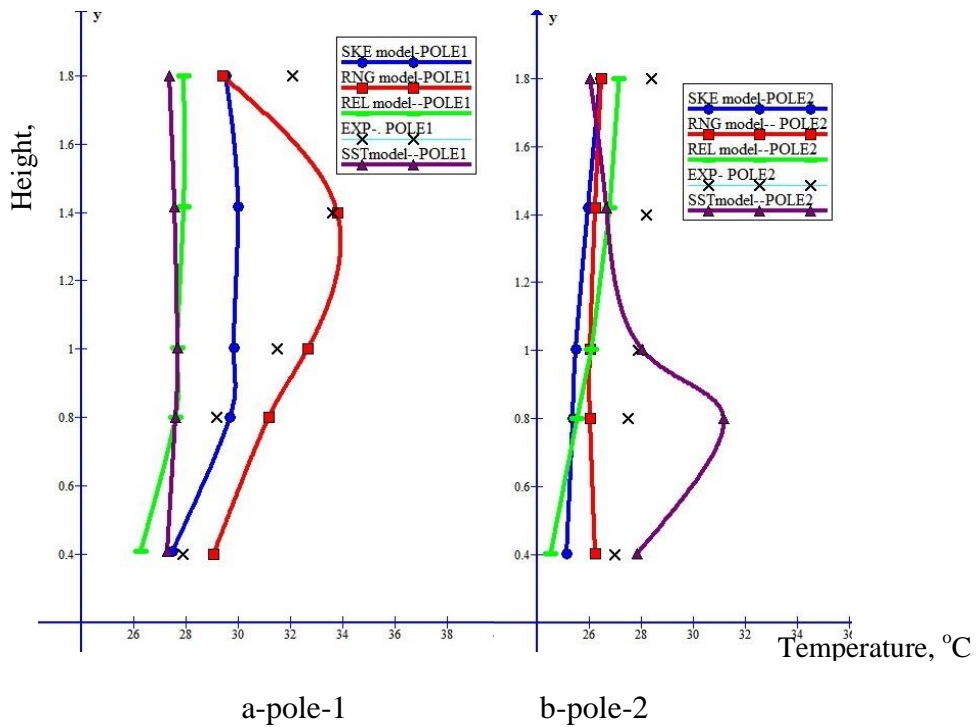 y
y
SKE model-POLE1
RNG model-POLE1
REL model--POLE1
EXP-. POLE1
SSTmodel--POLE1
SKE model-POLE2
RNG model-- POLE2
REL model--POLE2
EXP- POLE2
SSTmodel--POLE2
Height,
1.8
1.6
1.4
1.2
1
0.8
0.6
0.4
1.8
1.6
1.4
1.2
1
0.8
0.6
0.4
26 28 30 32 34 36 38
26 28 30 32 34 36
Temperature, °C
a-pole-1 b-pole-2